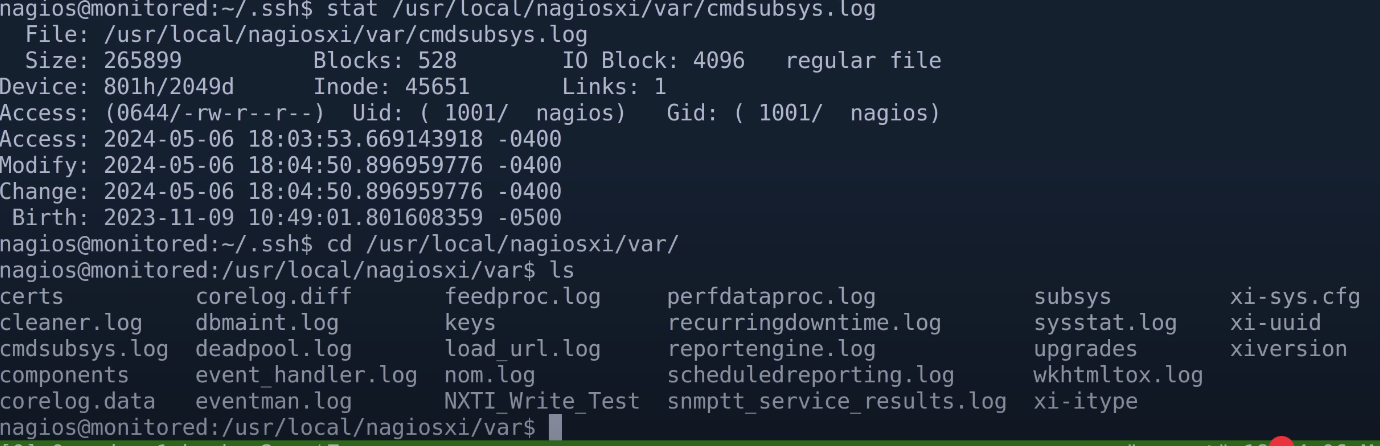 nagios@monitored:~/.ssh$ stat /usr/local/nagiosxi/var/cmdsubsys.log
  File: /usr/local/nagiosxi/var/cmdsubsys.log
  Size: 265899          Blocks: 528        IO Block: 4096   regular file
Device: 801h/2049d      Inode: 45651       Links: 1
Access: (0644/-rw-r--r--)  Uid: ( 1001/  nagios)   Gid: ( 1001/  nagios)
Access: 2024-05-06 18:03:53.669143918 -0400
Modify: 2024-05-06 18:04:50.896959776 -0400
Change: 2024-05-06 18:04:50.896959776 -0400
 Birth: 2023-11-09 10:49:01.801608359 -0500
nagios@monitored:~/.ssh$ cd /usr/local/nagiosxi/var/
nagios@monitored:/usr/local/nagiosxi/var$ ls
certs          corelog.diff       feedproc.log     perfdataproc.log            subsys         xi-sys.cfg
cleaner.log    dbmaint.log        keys             recurringdowntime.log       sysstat.log    xi-uuid
cmdsubsys.log  deadpool.log       load_url.log     reportengine.log            upgrades       xiversion
components     event_handler.log  nom.log          scheduledreporting.log      wkhtmltox.log
corelog.data   eventman.log       NXTI_Write_Test  snmptt_service_results.log  xi-itype
nagios@monitored:/usr/local/nagiosxi/var$